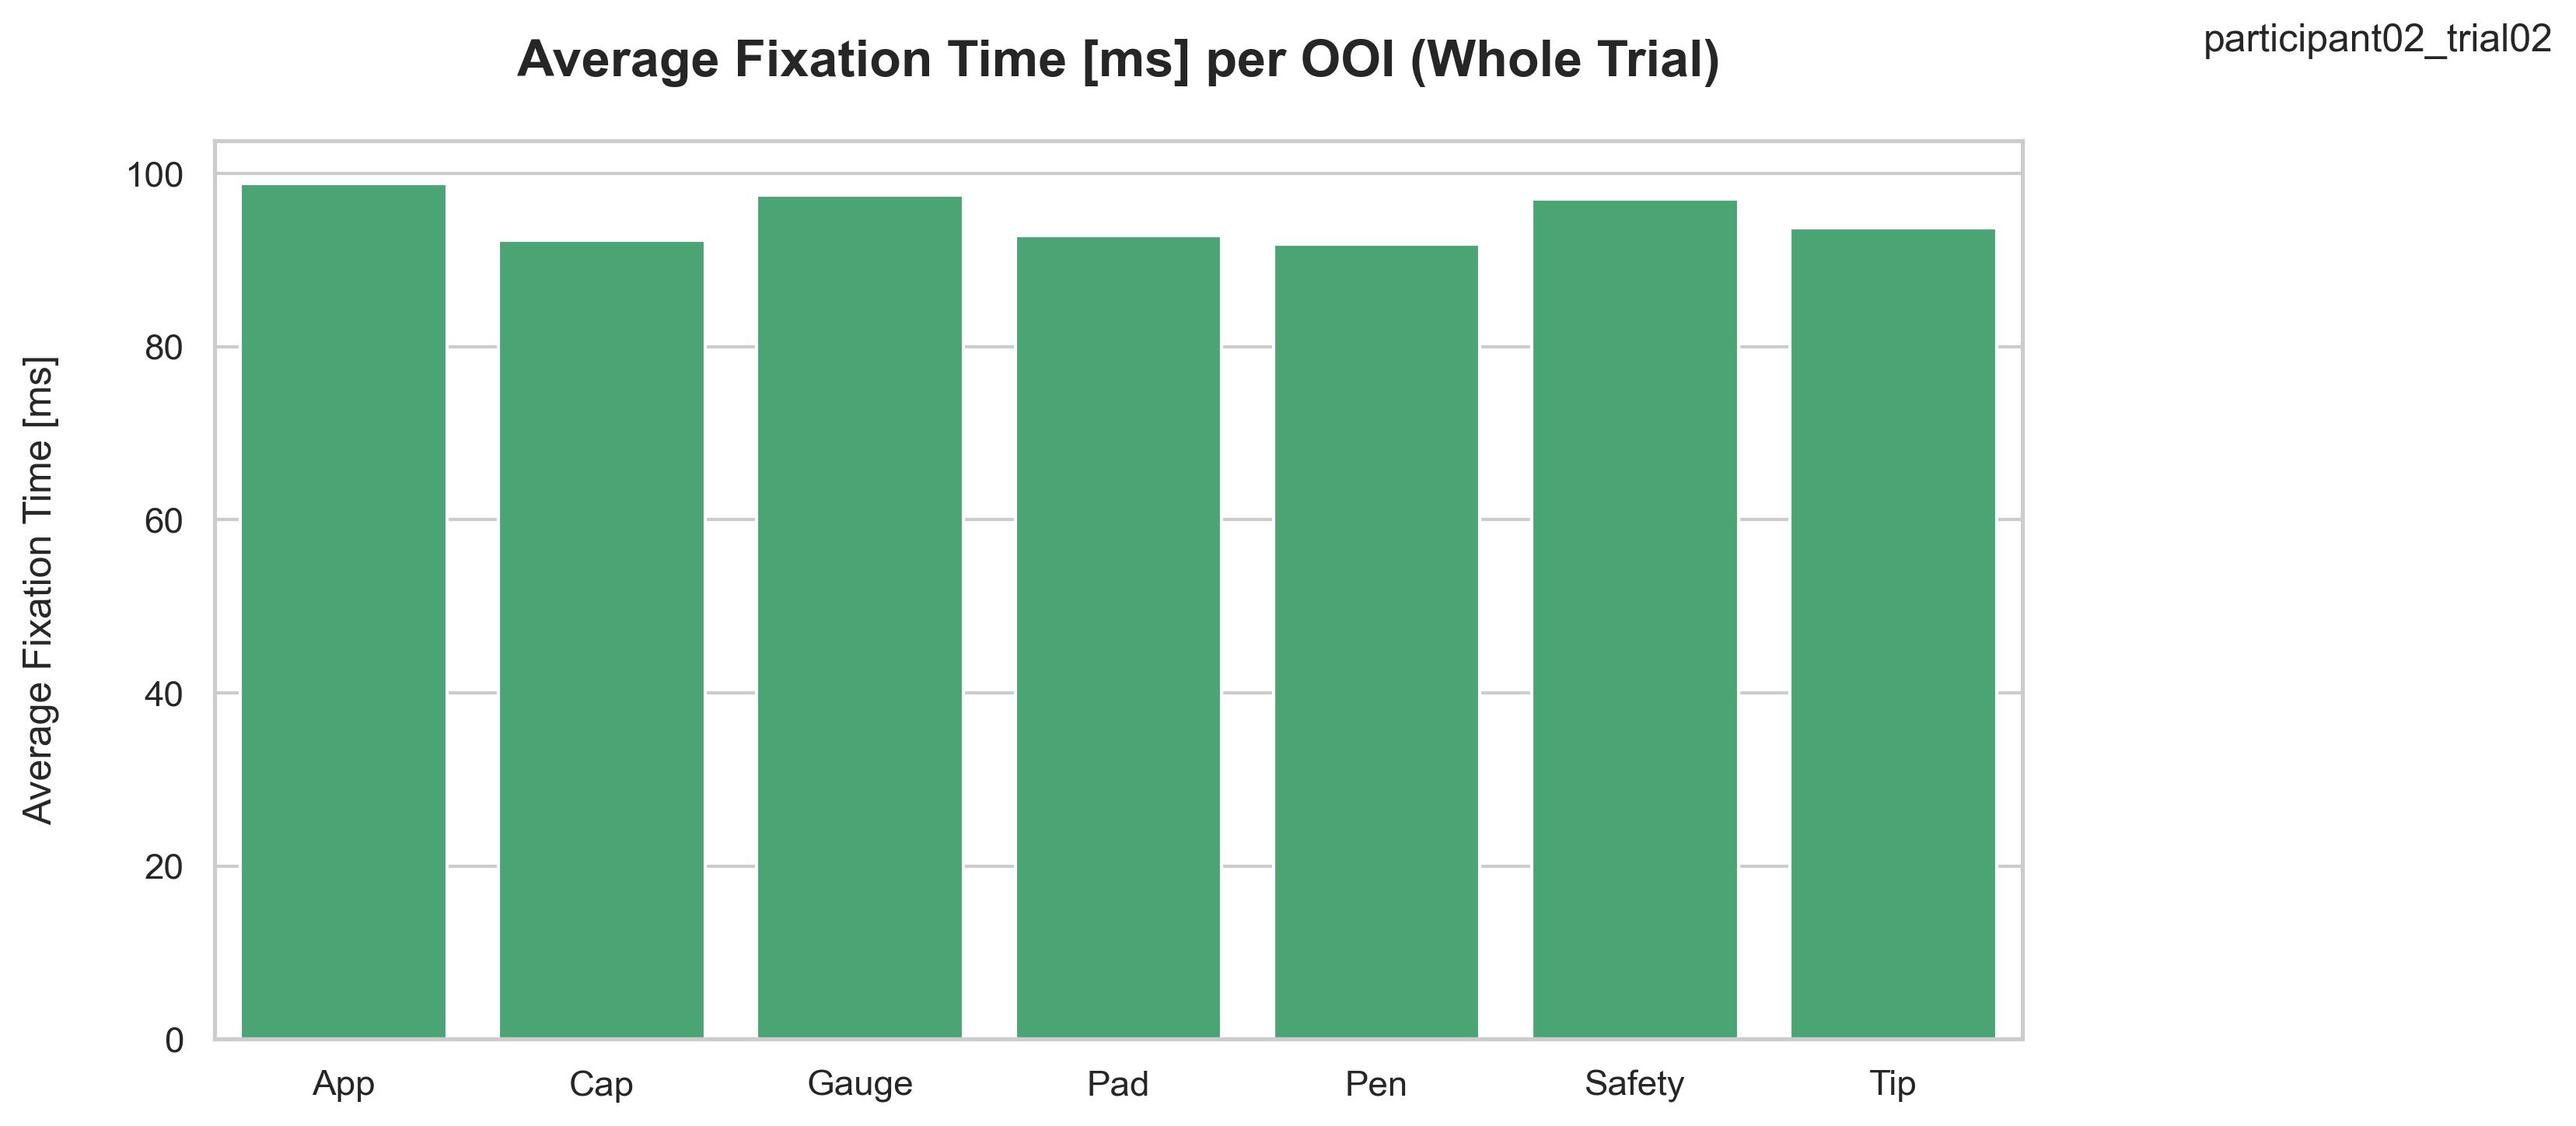 participant02_trial02
Average Fixation Time [ms] per OOI (Whole Trial)
Average Fixation Time [ms]
100
80
60
40
20
0
App Cap Gauge Pad Pen Safety Tip